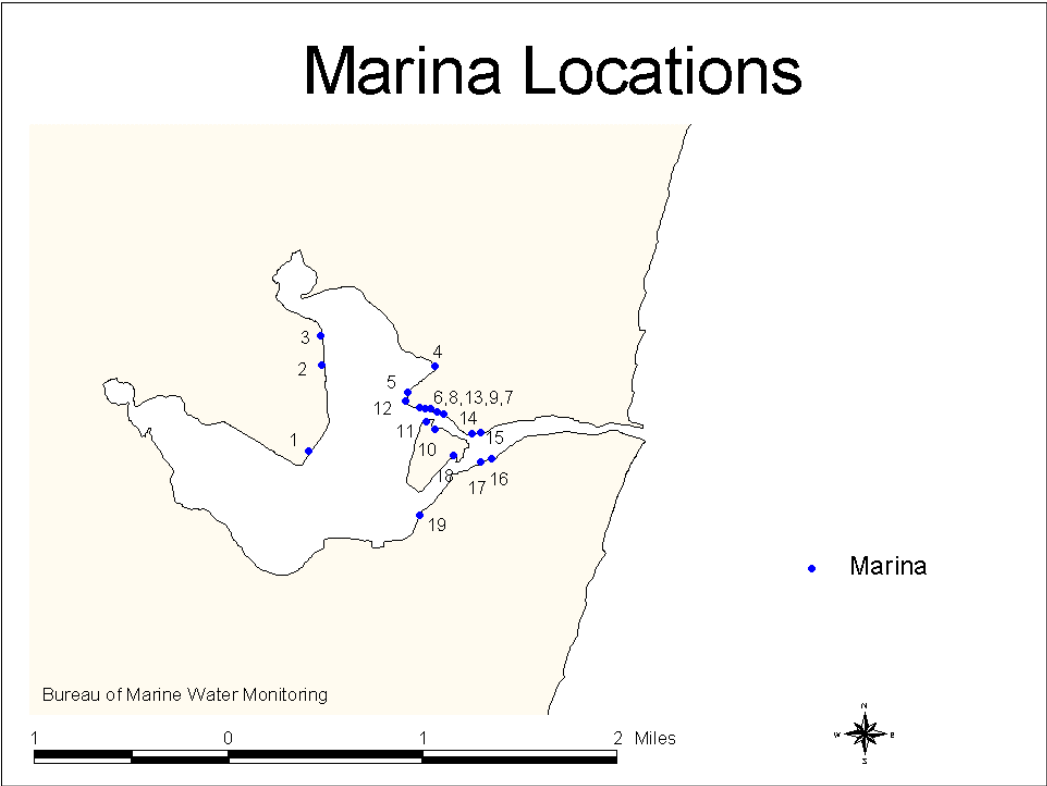 Marina Locations
3
2
4
5
12
6,8,13,9,7
1
11
14
15
10
18
17
16
19
Marina
Bureau of Marine Water Monitoring
1 0 1 2 Miles
N
W E
S